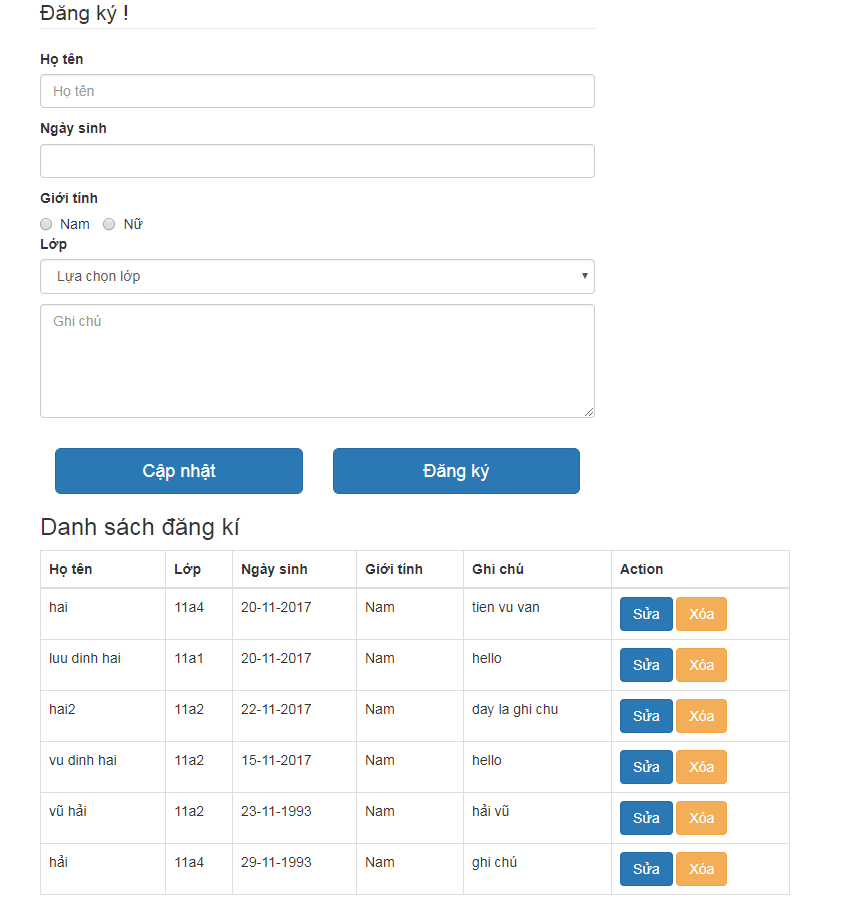 Đăng ký !
Họ tên
Họ tên
Ngày sinh
Giới tính
Nam Nữ
Lớp
Lựa chọn lớp
Ghi chú
Cập nhật Đăng ký
Danh sách đăng kí
Họ tên Lớp Ngày sinh Giới tính Ghi chú Action
hai 11a4 20-11-2017 Nam tien vu van Sửa Xóa
luu dinh hai 11a1 20-11-2017 Nam hello Sửa Xóa
hai2 11a2 22-11-2017 Nam day la ghi chu Sửa Xóa
vu dinh hai 11a2 15-11-2017 Nam hello Sửa Xóa
vũ hải 11a2 23-11-1993 Nam hải vũ Sửa Xóa
hải 11a4 29-11-1993 Nam ghi chú Sửa Xóa